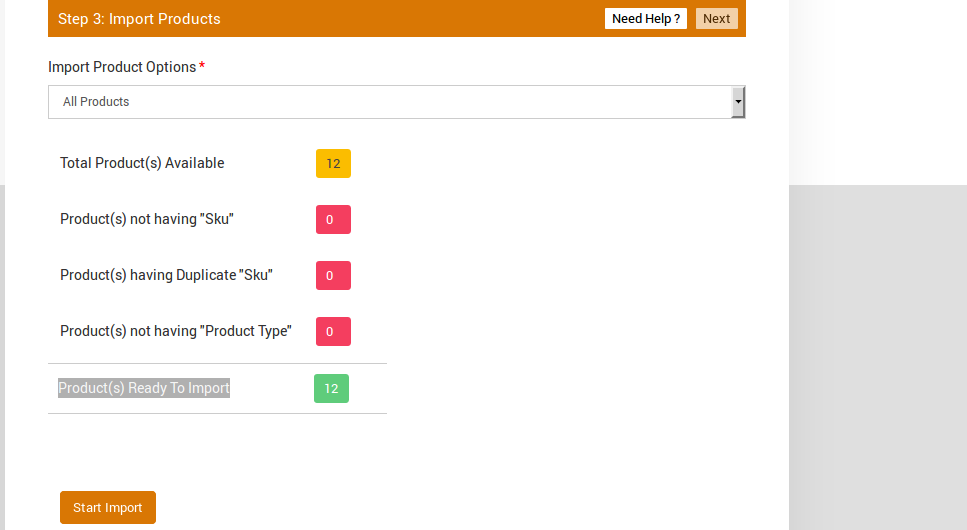 Step 3: Import Products
Need Help ?
Next
Import Product Options *
All Products
Total Product(s) Available 12
Product(s) not having "Sku" 0
Product(s) having Duplicate "Sku" 0
Product(s) not having "Product Type" 0
Product(s) Ready To Import 12
Start Import